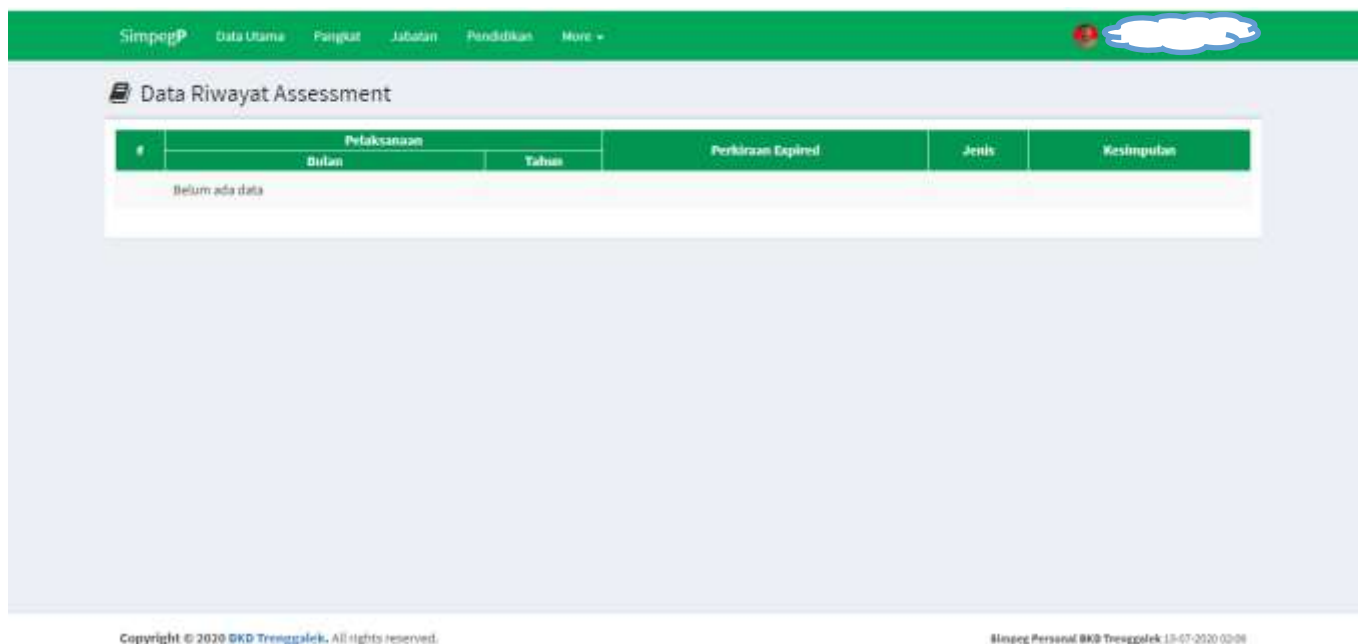 SimpegP Data Utama Pangkat Jabatan Pendidikan More
Data Riwayat Assessment
# Pelaksanaan Perkiraan Expired Jenis Kesimpulan
Bulan Tahun
Belum ada data
Copyright © 2020 BKD Trenggalek. All rights reserved.
Simpeg Personal BKD Trenggalek